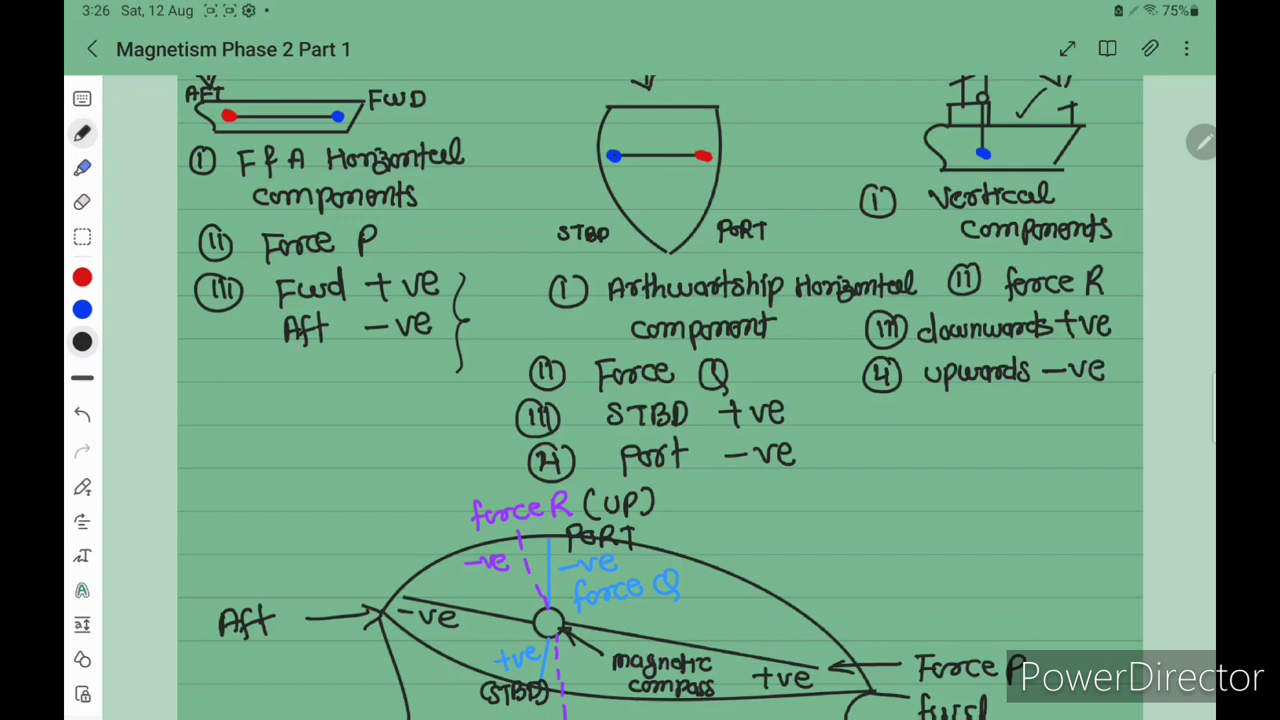 3:26 Sat, 12 Aug
75%
Magnetism Phase 2 Part 1
AFT
FWD
i F & A Horizontal
components
ii Force P
iii Fwd +ve
Aft -ve
STBD
PORT
i Arthwartship Horizontal
component
ii Force Q
iii STBD +ve
4 Port -ve
i Vertical
components
ii force R
iii downwards +ve
4 upwards -ve
force R (UP)
PORT
-ve
-ve
force Q
Aft
-ve
+ve
(STBD)
magnetic
compass
+ve
Force P
PowerDirector